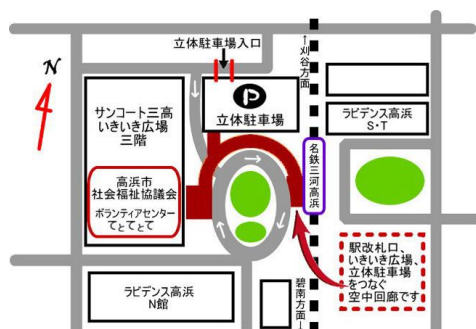 立体駐車場入口
↑刈谷方面
N
サンコート三高
いきいき広場
三階
P
立体駐車場
ラビデンス高浜
S・T
名鉄三河高浜
高浜市
社会福祉協議会
ボランティアセンター
てとてとて
駅改札口、
いきいき広場、
立体駐車場
をつなぐ
空中回廊です
ラビデンス高浜
N館
碧南方面↓